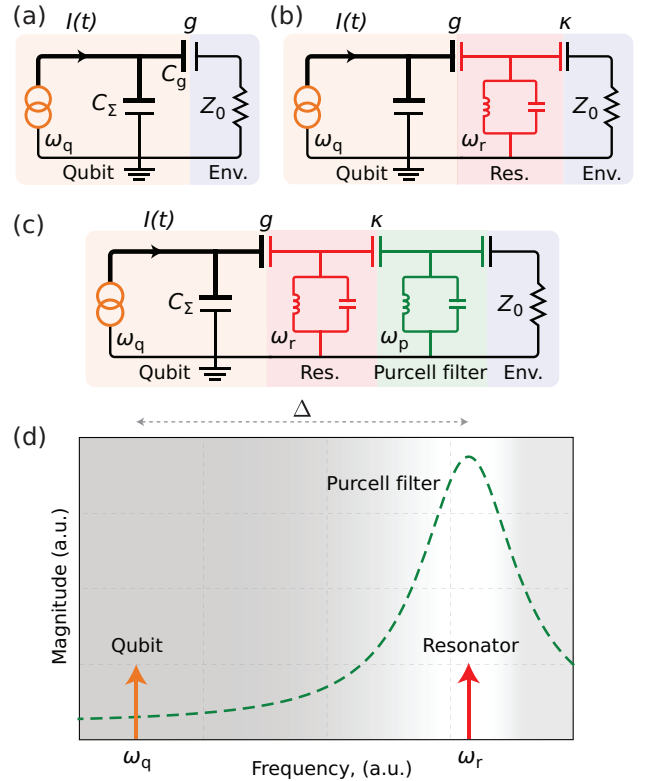 (a)
I(t)
g
C_g
C_Σ
Z_0
ω_q
Qubit
Env.
(b)
I(t)
g
κ
Z_0
ω_q
ω_r
Qubit
Res.
Env.
(c)
I(t)
g
κ
C_Σ
Z_0
ω_q
ω_r
ω_p
Qubit
Res.
Purcell filter
Env.
(d)
Δ
Purcell filter
Magnitude (a.u.)
Qubit
Resonator
ω_q
ω_r
Frequency, (a.u.)